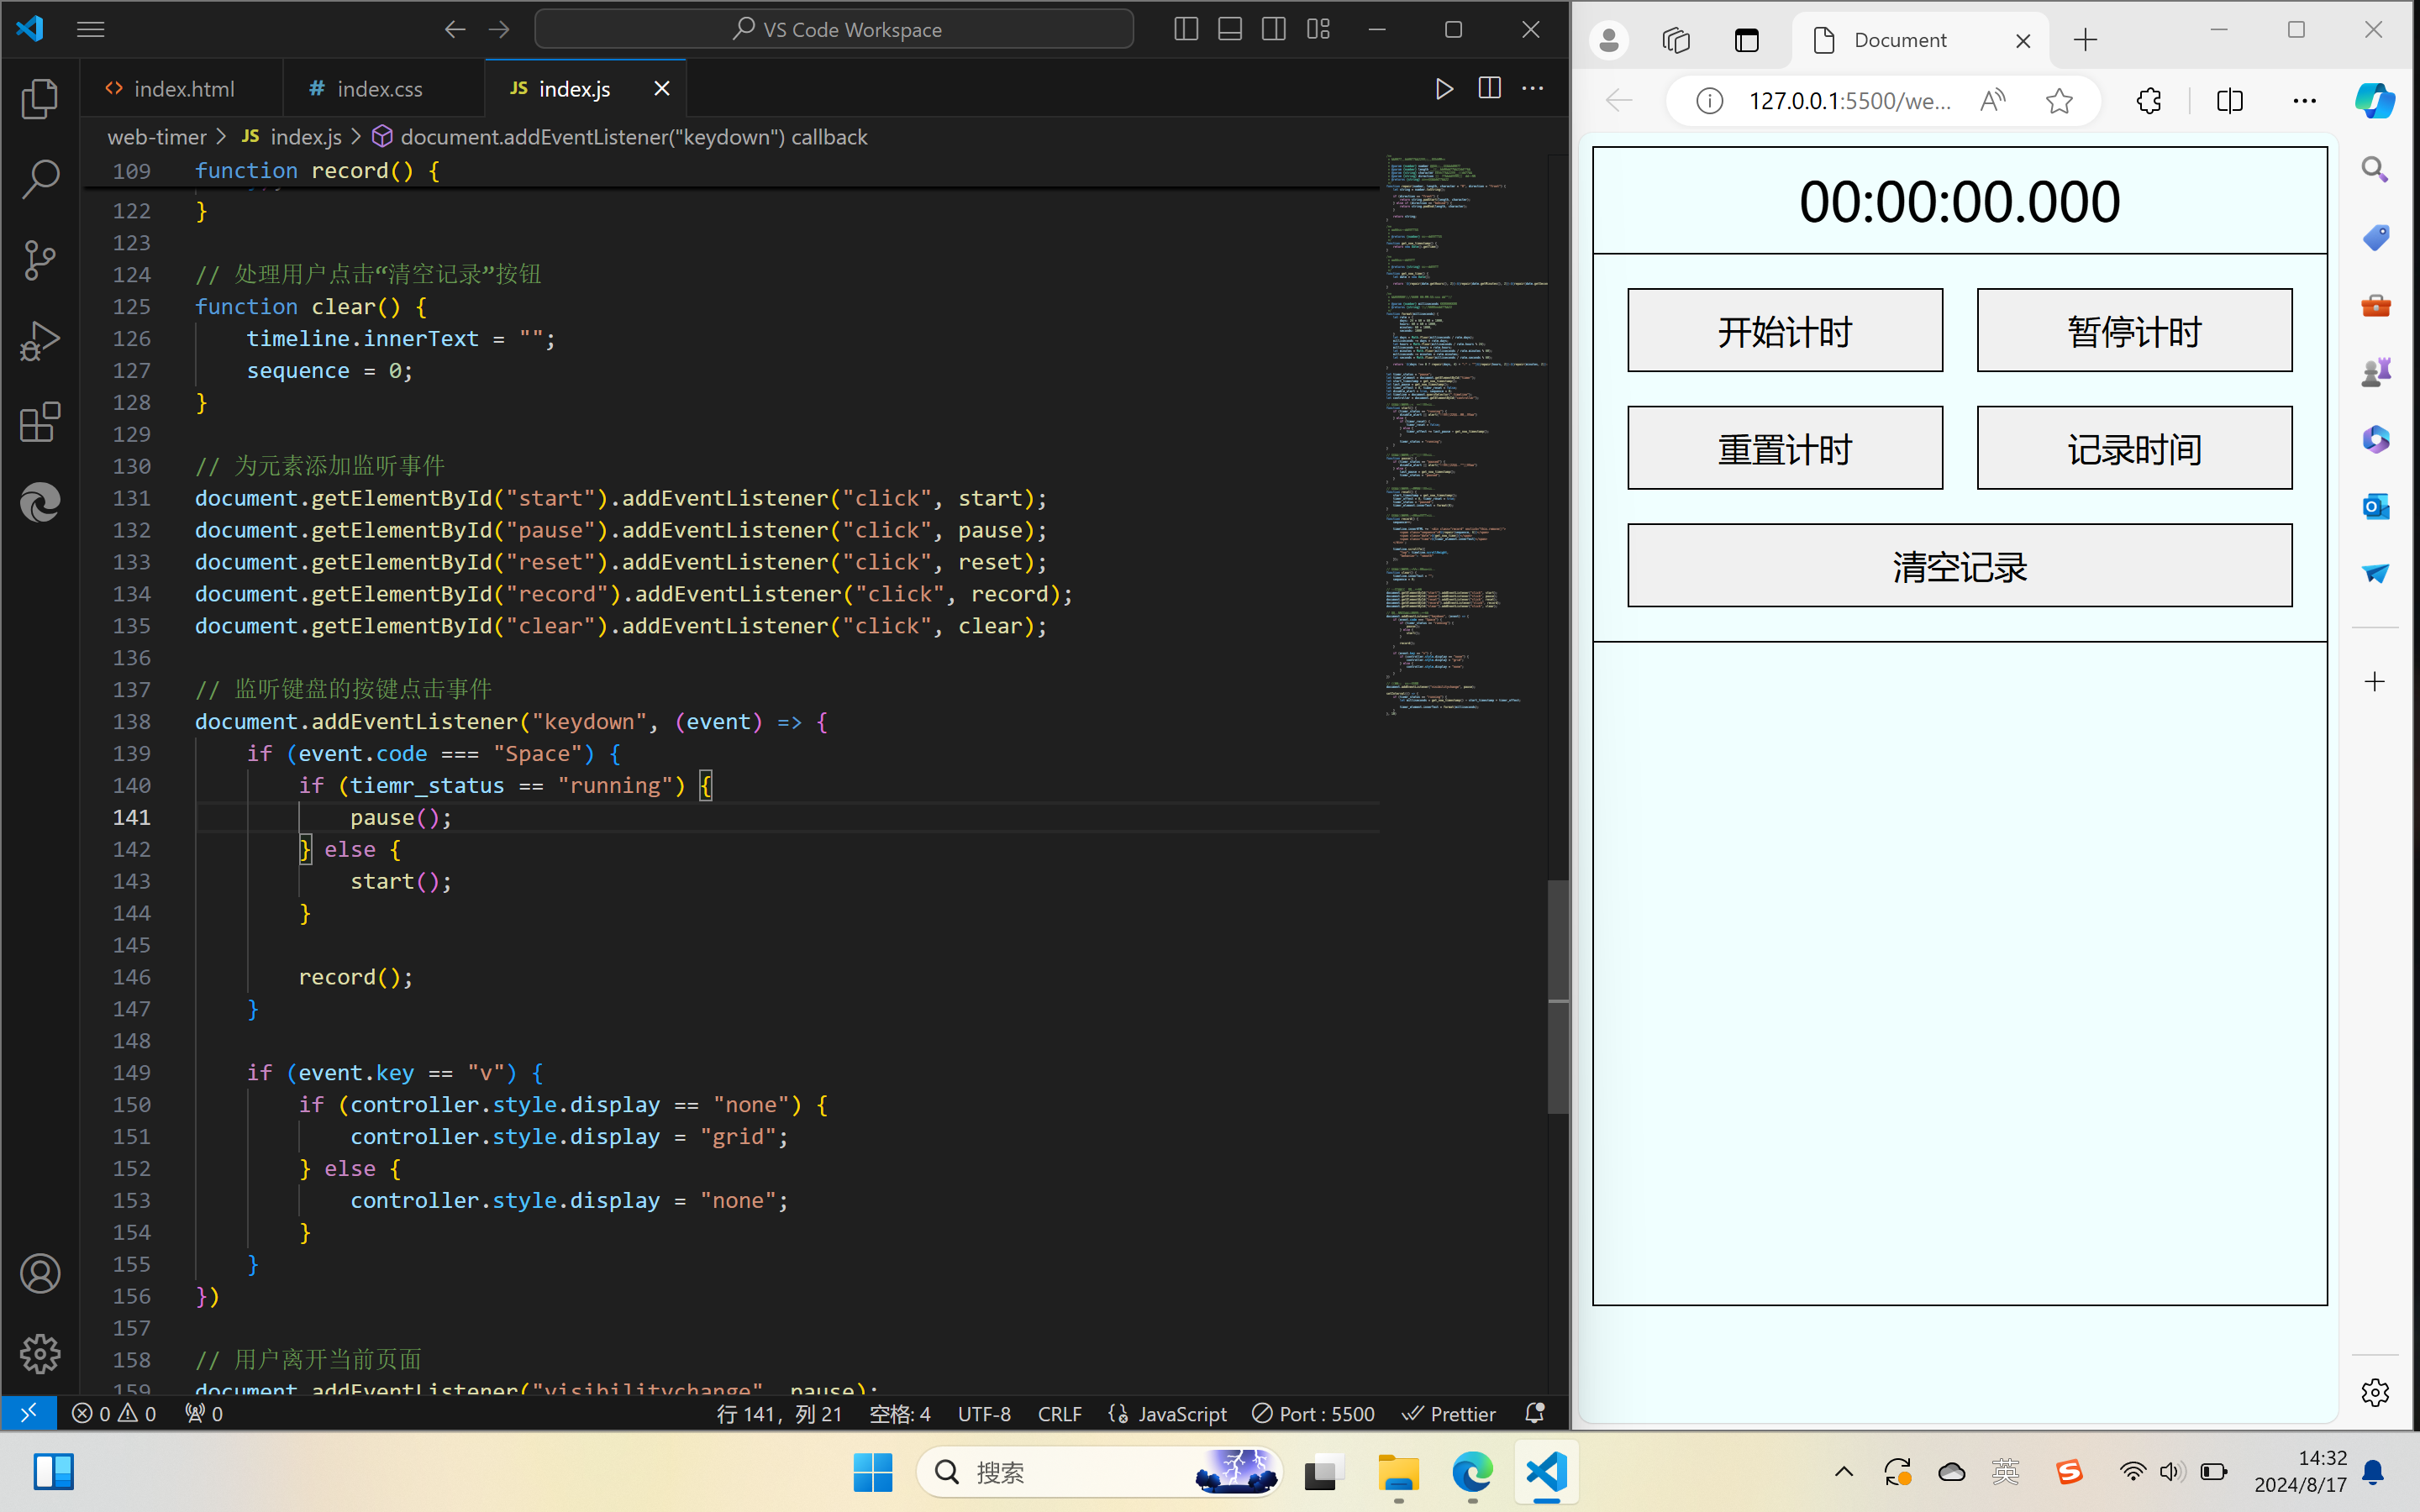 VS Code Workspace
index.html
index.css
JS index.js
web-timer > JS index.js > document.addEventListener("keydown") callback
109 function record() {
122 }
123
124 // 处理用户点击“清空记录”按钮
125 function clear() {
126 timeline.innerText = "";
127 sequence = 0;
128 }
129
130 // 为元素添加监听事件
131 document.getElementById("start").addEventListener("click", start);
132 document.getElementById("pause").addEventListener("click", pause);
133 document.getElementById("reset").addEventListener("click", reset);
134 document.getElementById("record").addEventListener("click", record);
135 document.getElementById("clear").addEventListener("click", clear);
136
137 // 监听键盘的按键点击事件
138 document.addEventListener("keydown", (event) => {
139 if (event.code === "Space") {
140 if (tiemr_status == "running") {
141 pause();
142 } else {
143 start();
144 }
145
146 record();
147 }
148
149 if (event.key == "v") {
150 if (controller.style.display == "none") {
151 controller.style.display = "grid";
152 } else {
153 controller.style.display = "none";
154 }
155 }
156 })
157
158 // 用户离开当前页面
159 document.addEventListener("visibilitychange", pause);
0 0 0
行 141，列 21
空格: 4
UTF-8
CRLF
JavaScript
Port : 5500
Prettier
Document
127.0.0.1:5500/we...
00:00:00.000
开始计时
暂停计时
重置计时
记录时间
清空记录
搜索
英
14:32
2024/8/17